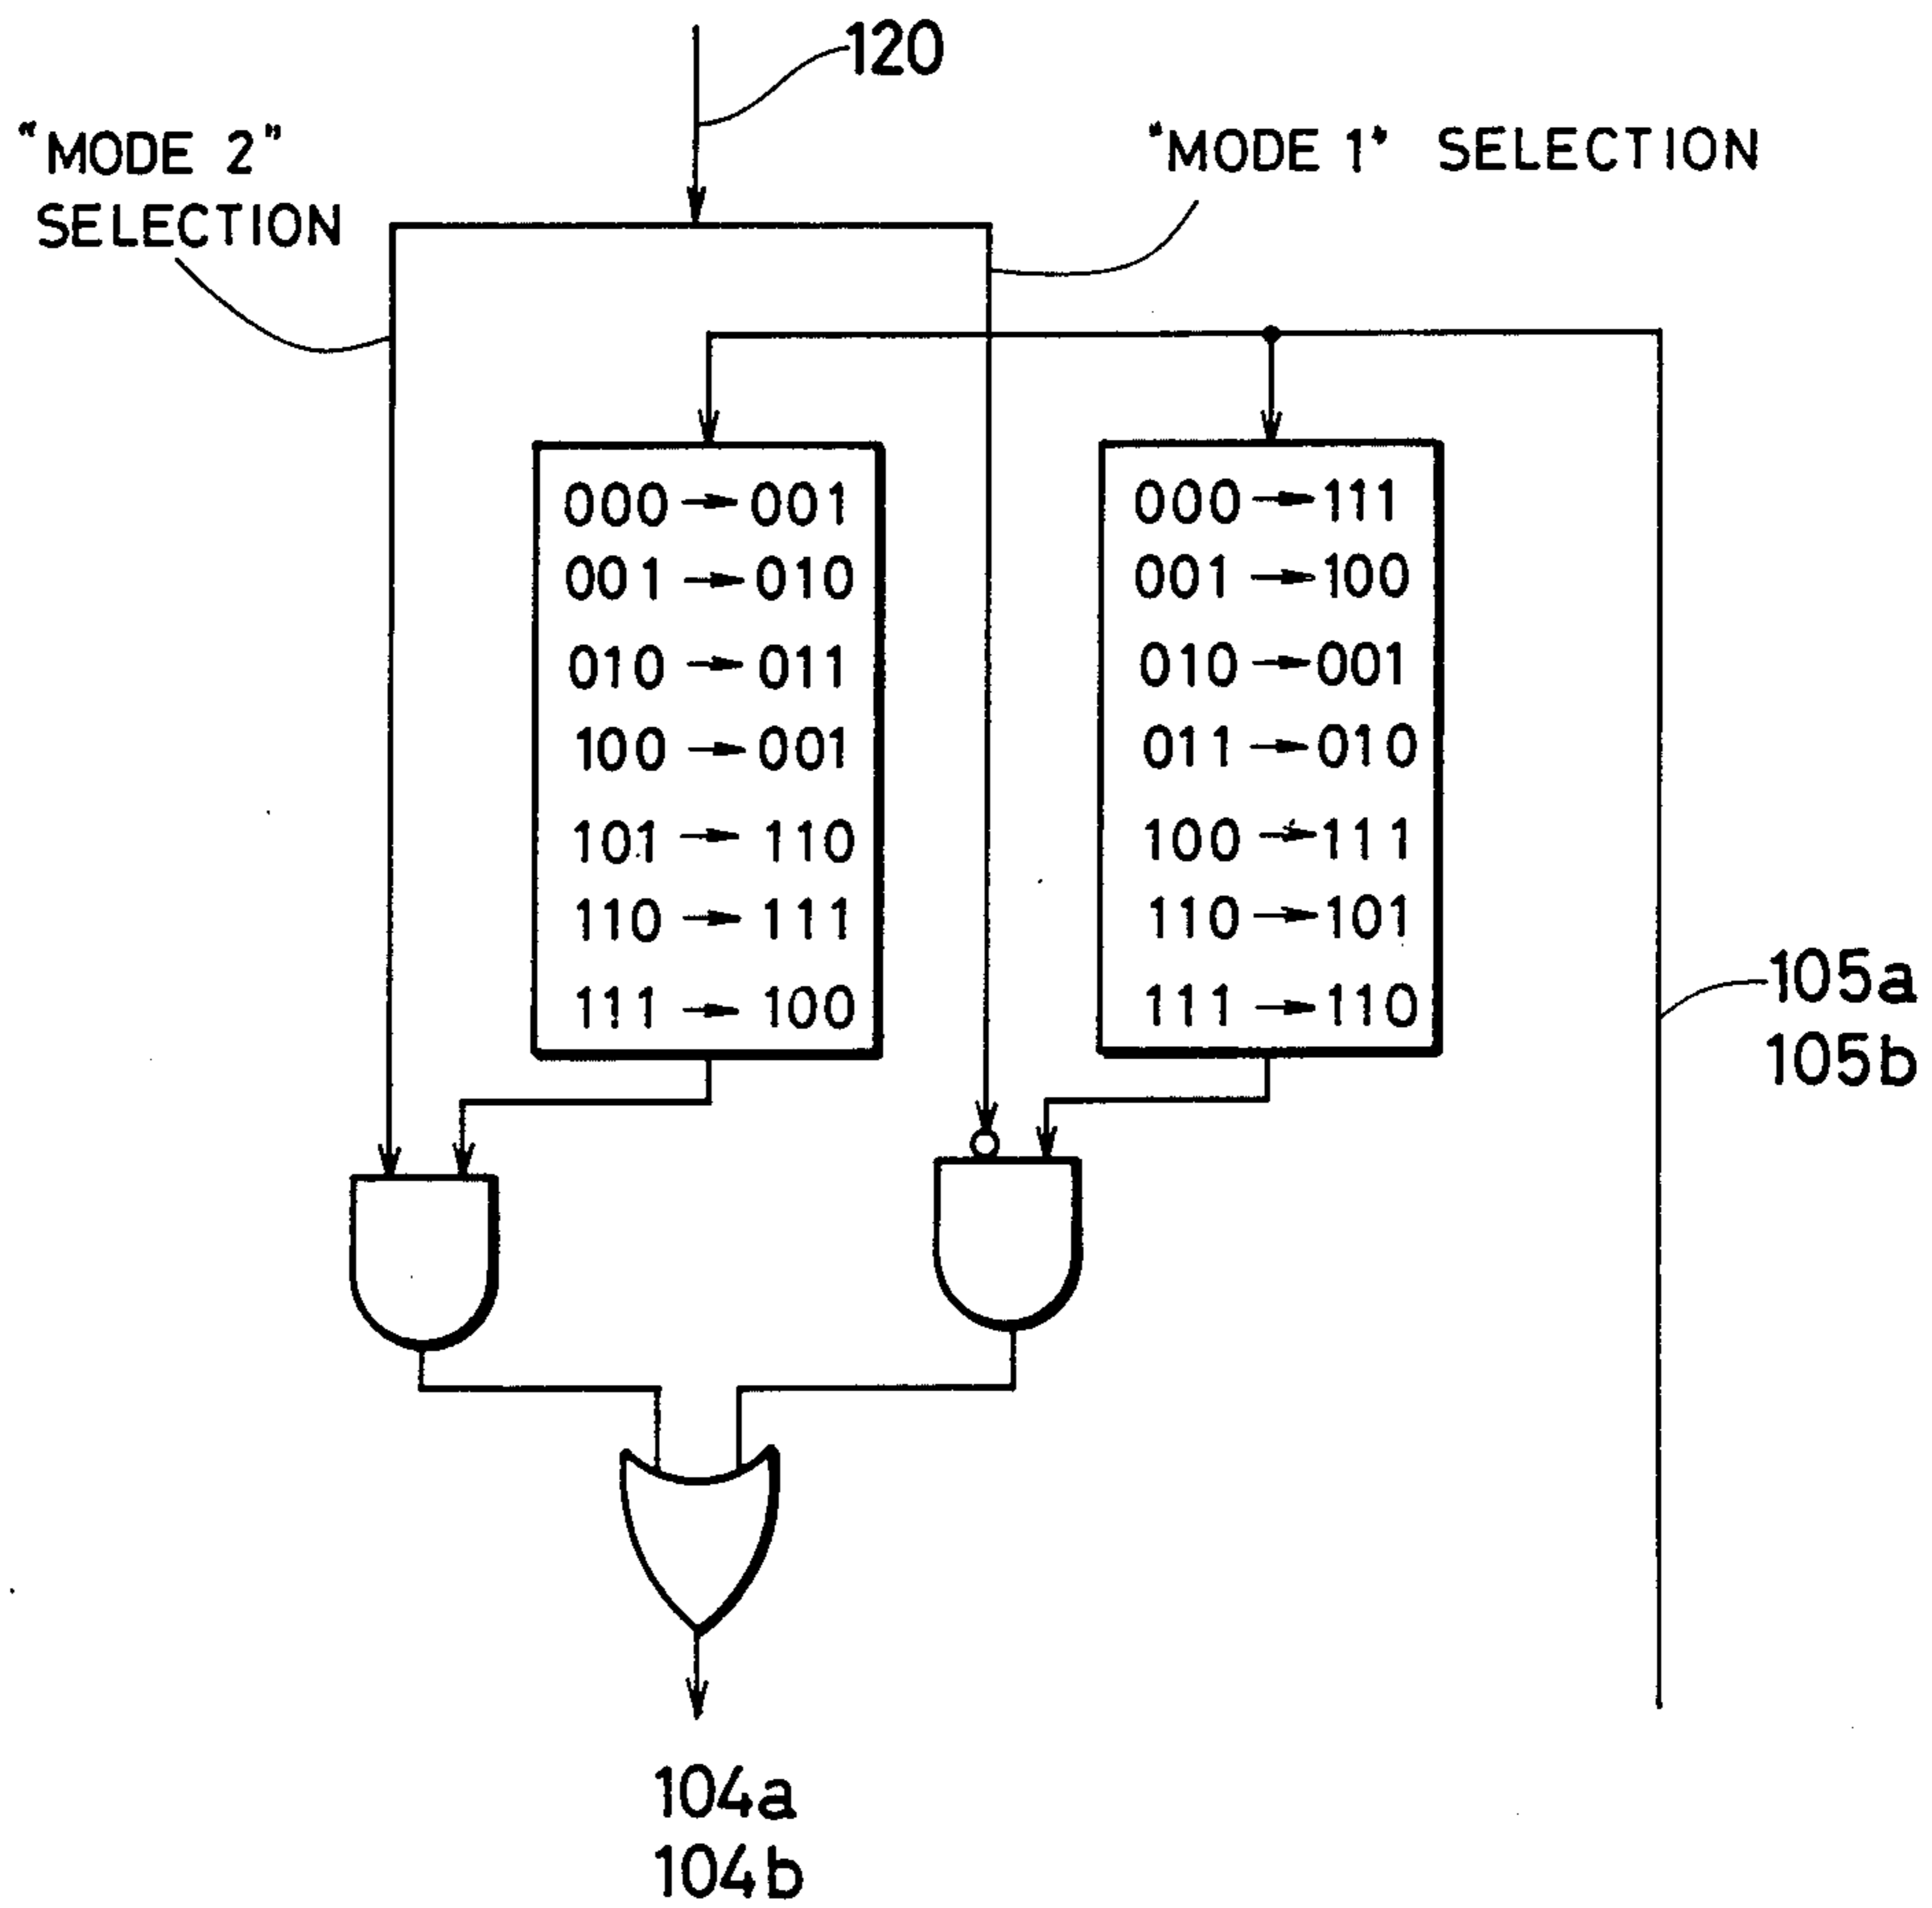 120
"MODE 2"
SELECTION
"MODE 1" SELECTION
000 → 001
001 → 010
010 → 011
100 → 001
101 → 110
110 → 111
111 → 100
000 → 111
001 → 100
010 → 001
011 → 010
100 → 111
110 → 101
111 → 110
105a
105b
104a
104b